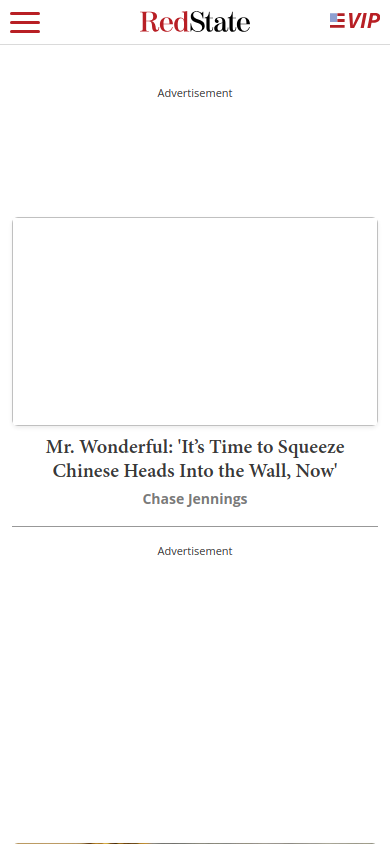 RedState
VIP
Advertisement
Mr. Wonderful: 'It’s Time to Squeeze
Chinese Heads Into the Wall, Now'
Chase Jennings
Advertisement